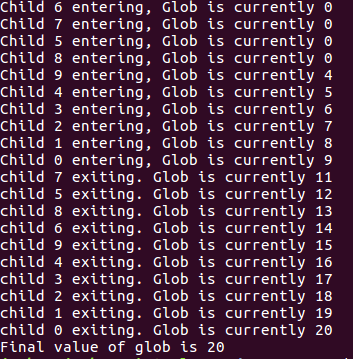 Child 6 entering, Glob is currently 0
Child 7 entering, Glob is currently 0
Child 5 entering, Glob is currently 0
Child 8 entering, Glob is currently 0
Child 9 entering, Glob is currently 4
Child 4 entering, Glob is currently 5
Child 3 entering, Glob is currently 6
Child 2 entering, Glob is currently 7
Child 1 entering, Glob is currently 8
Child 0 entering, Glob is currently 9
child 7 exiting. Glob is currently 11
child 5 exiting. Glob is currently 12
child 8 exiting. Glob is currently 13
child 6 exiting. Glob is currently 14
child 9 exiting. Glob is currently 15
child 4 exiting. Glob is currently 16
child 3 exiting. Glob is currently 17
child 2 exiting. Glob is currently 18
child 1 exiting. Glob is currently 19
child 0 exiting. Glob is currently 20
Final value of glob is 20